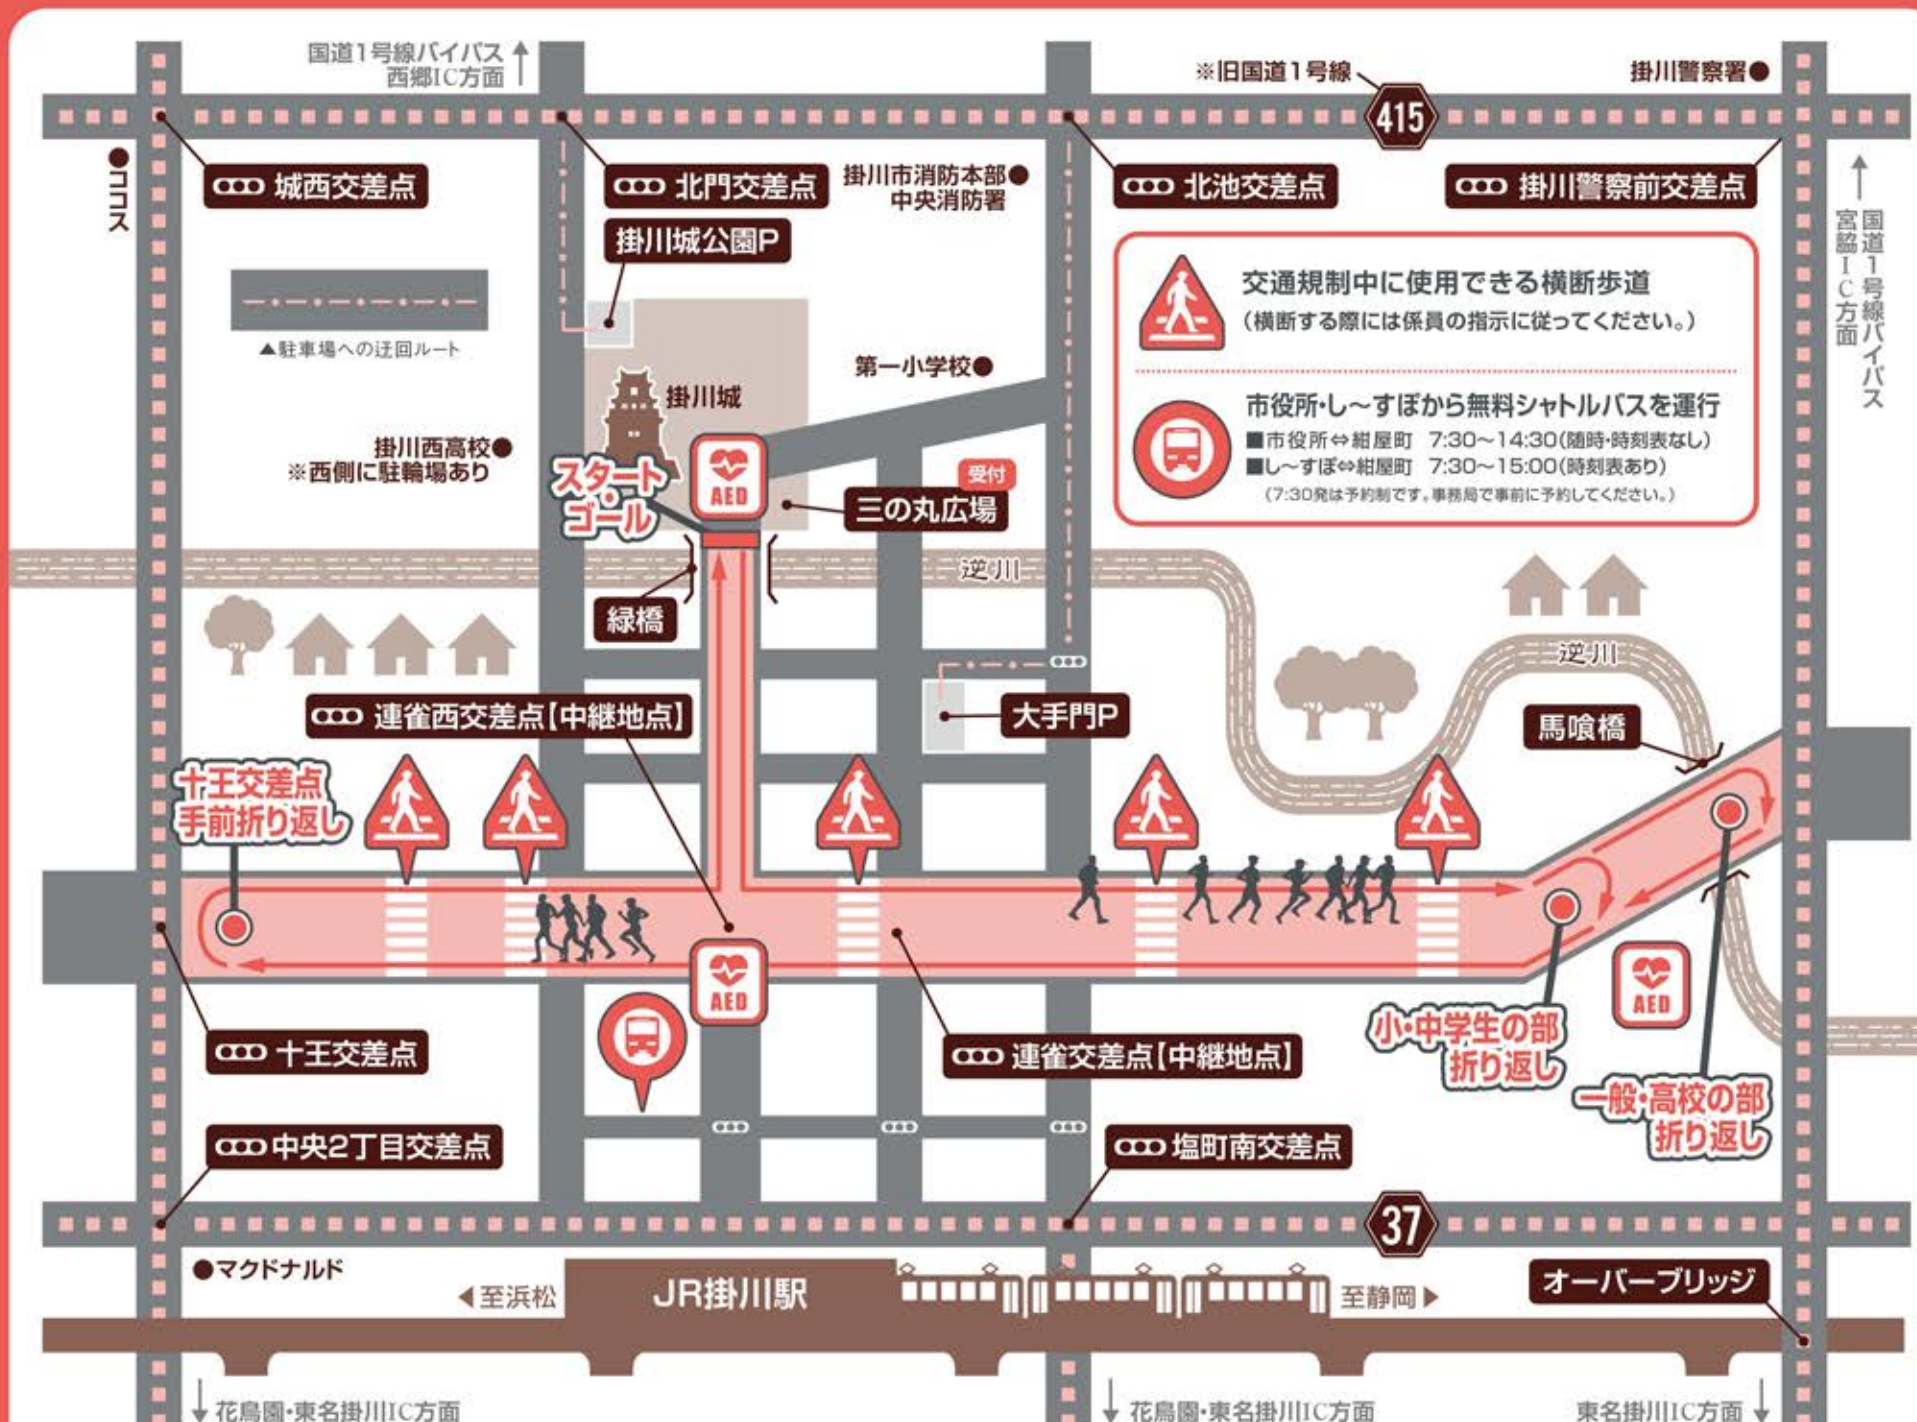 国道1号線バイパス
西郷IC方面
※旧国道1号線
415
掛川警察署●
●ココス
城西交差点
北門交差点
掛川市消防本部●
中央消防署
北池交差点
掛川警察前交差点
掛川城公園P
▲駐車場への迂回ルート
国道1号線バイパス
宮脇IC方面
交通規制中に使用できる横断歩道
(横断する際には係員の指示に従ってください。)
市役所・し〜すぽから無料シャトルバスを運行
■市役所⇔紺屋町 7:30〜14:30(随時・時刻表なし)
■し〜すぽ⇔紺屋町 7:30〜15:00(時刻表あり)
(7:30発は予約制です。事務局で事前に予約してください。)
第一小学校●
掛川城
掛川西高校●
※西側に駐輪場あり
スタート
・
ゴール
AED
受付
三の丸広場
逆川
緑橋
逆川
連雀西交差点【中継地点】
大手門P
馬喰橋
十王交差点
手前折り返し
AED
AED
十王交差点
連雀交差点【中継地点】
小・中学生の部
折り返し
一般・高校の部
折り返し
中央2丁目交差点
塩町南交差点
37
●マクドナルド
◀至浜松
JR掛川駅
至静岡▶
オーバーブリッジ
花鳥園・東名掛川IC方面
花鳥園・東名掛川IC方面
東名掛川IC方面